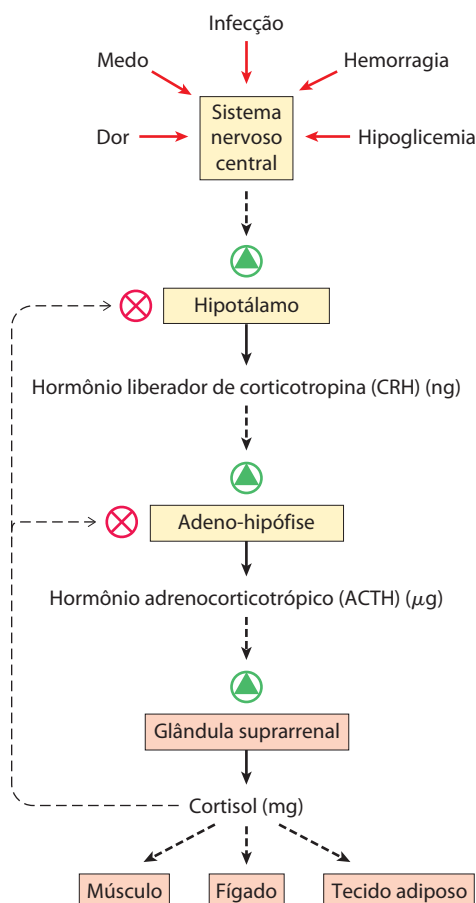 Infecção
Medo
Hemorragia
Dor
Sistema
nervoso
central
Hipoglicemia
Hipotálamo
Hormônio liberador de corticotropina (CRH) (ng)
Adeno-hipófise
Hormônio adrenocorticotrópico (ACTH) (μg)
Glândula suprarrenal
Cortisol (mg)
Músculo
Fígado
Tecido adiposo